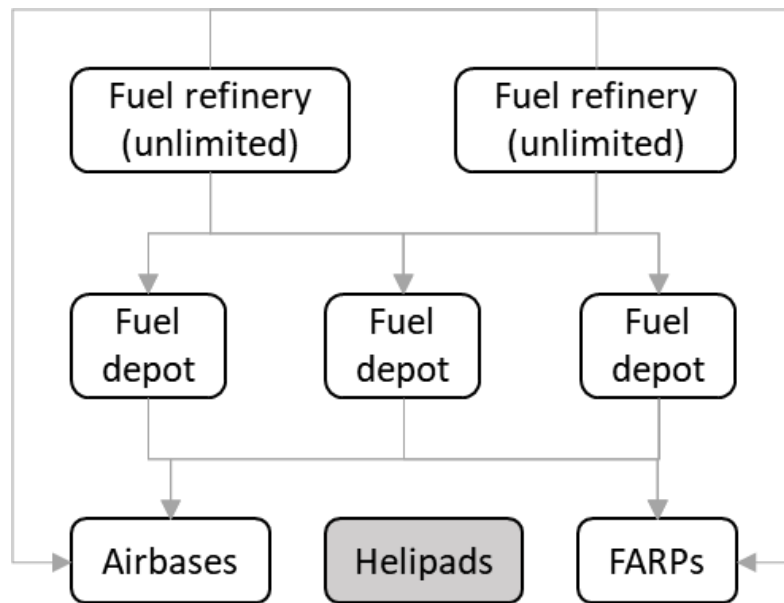 Fuel refinery
(unlimited)
Fuel refinery
(unlimited)
Fuel
depot
Fuel
depot
Fuel
depot
Airbases
Helipads
FARPs